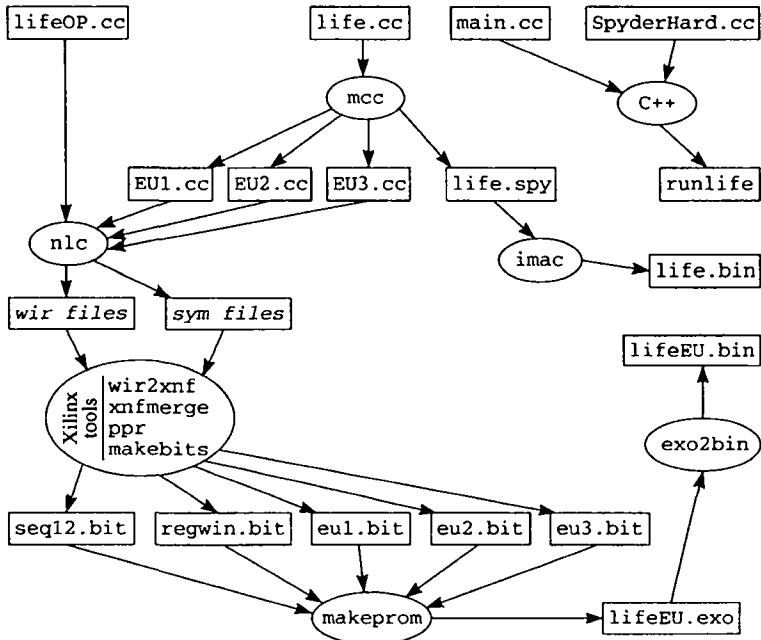 lifeOP.cc
life.cc
main.cc
SpyderHard.cc
mcc
C++
EU1.cc
EU2.cc
EU3.cc
life.spy
runlife
nlc
imac
life.bin
wir files
sym files
lifeEU.bin
Xilinx
tools
wir2xnf
xnfmerge
ppr
makebits
exo2bin
seq12.bit
regwin.bit
eu1.bit
eu2.bit
eu3.bit
makeprom
lifeEU.exo